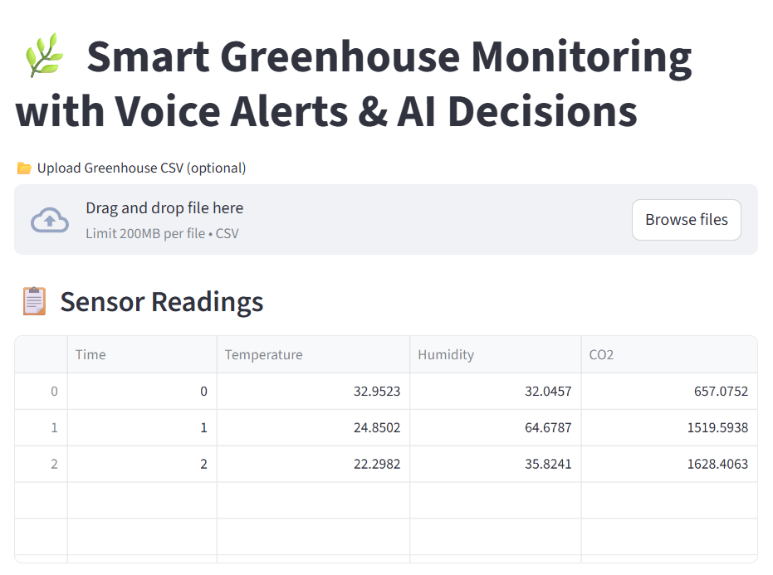 🌿 Smart Greenhouse Monitoring
with Voice Alerts & AI Decisions
📂 Upload Greenhouse CSV (optional)
Drag and drop file here
Limit 200MB per file • CSV
Browse files
📋 Sensor Readings
Time Temperature Humidity CO2
0 0 32.9523 32.0457 657.0752
1 1 24.8502 64.6787 1519.5938
2 2 22.2982 35.8241 1628.4063